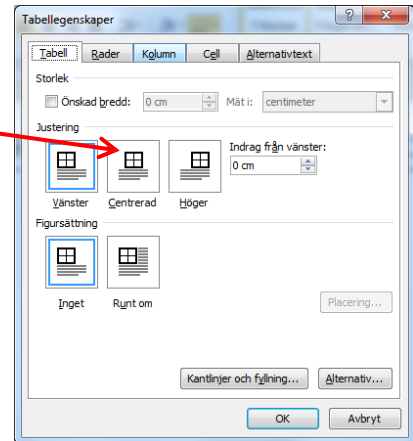 Tabellegenskaper
Tabell Rader Kolumn Cell Alternativtext
Storlek
Önskad bredd: 0 cm Mät i: centimeter
Justering
Indrag från vänster:
0 cm
Vänster Centrerad Höger
Figursättning
Inget Runt om
Placering...
Kantlinjer och fyllning... Alternativ...
OK Avbryt